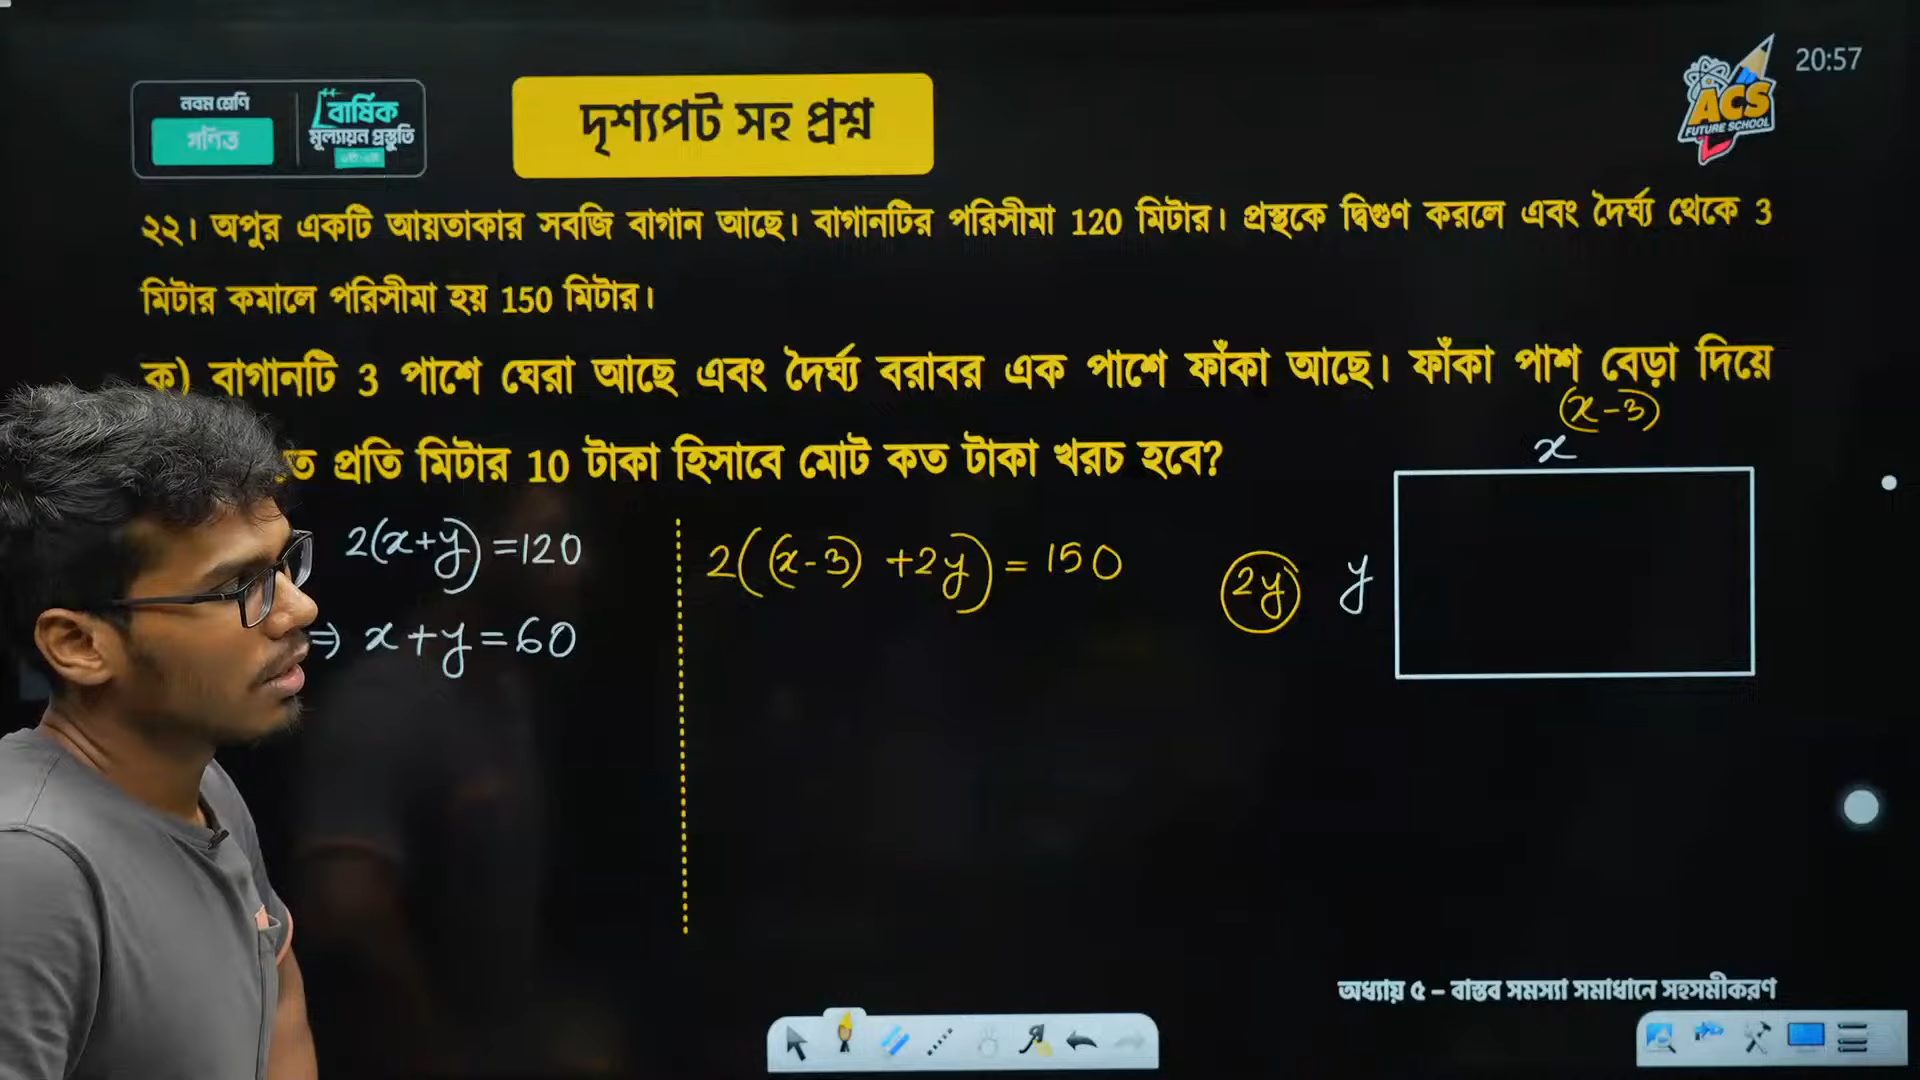 নবম শ্রেণি
গণিত
বার্ষিক
মূল্যায়ন প্রস্তুতি
দৃশ্যপট সহ প্রশ্ন
ACS
FUTURE SCHOOL
20:57
২২। অপুর একটি আয়তাকার সবজি বাগান আছে। বাগানটির পরিসীমা 120 মিটার। প্রস্থকে দ্বিগুণ করলে এবং দৈর্ঘ্য থেকে 3
মিটার কমালে পরিসীমা হয় 150 মিটার।
ক) বাগানটি 3 পাশে ঘেরা আছে এবং দৈর্ঘ্য বরাবর এক পাশে ফাঁকা আছে। ফাঁকা পাশ বেড়া দিয়ে
প্রতি মিটার 10 টাকা হিসাবে মোট কত টাকা খরচ হবে?
(x-3)
x
2(x+y)=120
2((x-3) +2y) = 150
2y
y
⇒ x+y=60
অধ্যায় ৫ – বাস্তব সমস্যা সমাধানে সহসমীকরণ